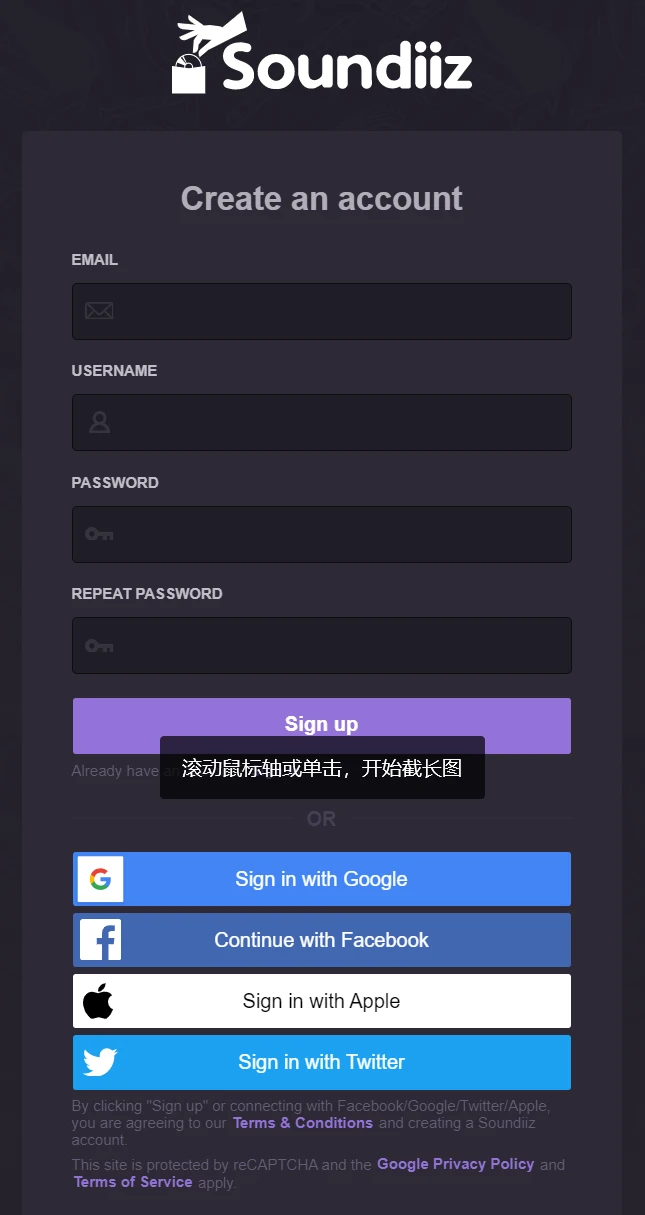 Soundiiz
Create an account
EMAIL
USERNAME
PASSWORD
REPEAT PASSWORD
Sign up
Already have an
滚动鼠标轴或单击，开始截长图
OR
Sign in with Google
Continue with Facebook
Sign in with Apple
Sign in with Twitter
By clicking "Sign up" or connecting with Facebook/Google/Twitter/Apple,
you are agreeing to our Terms & Conditions and creating a Soundiiz
account.
This site is protected by reCAPTCHA and the Google Privacy Policy and
Terms of Service apply.